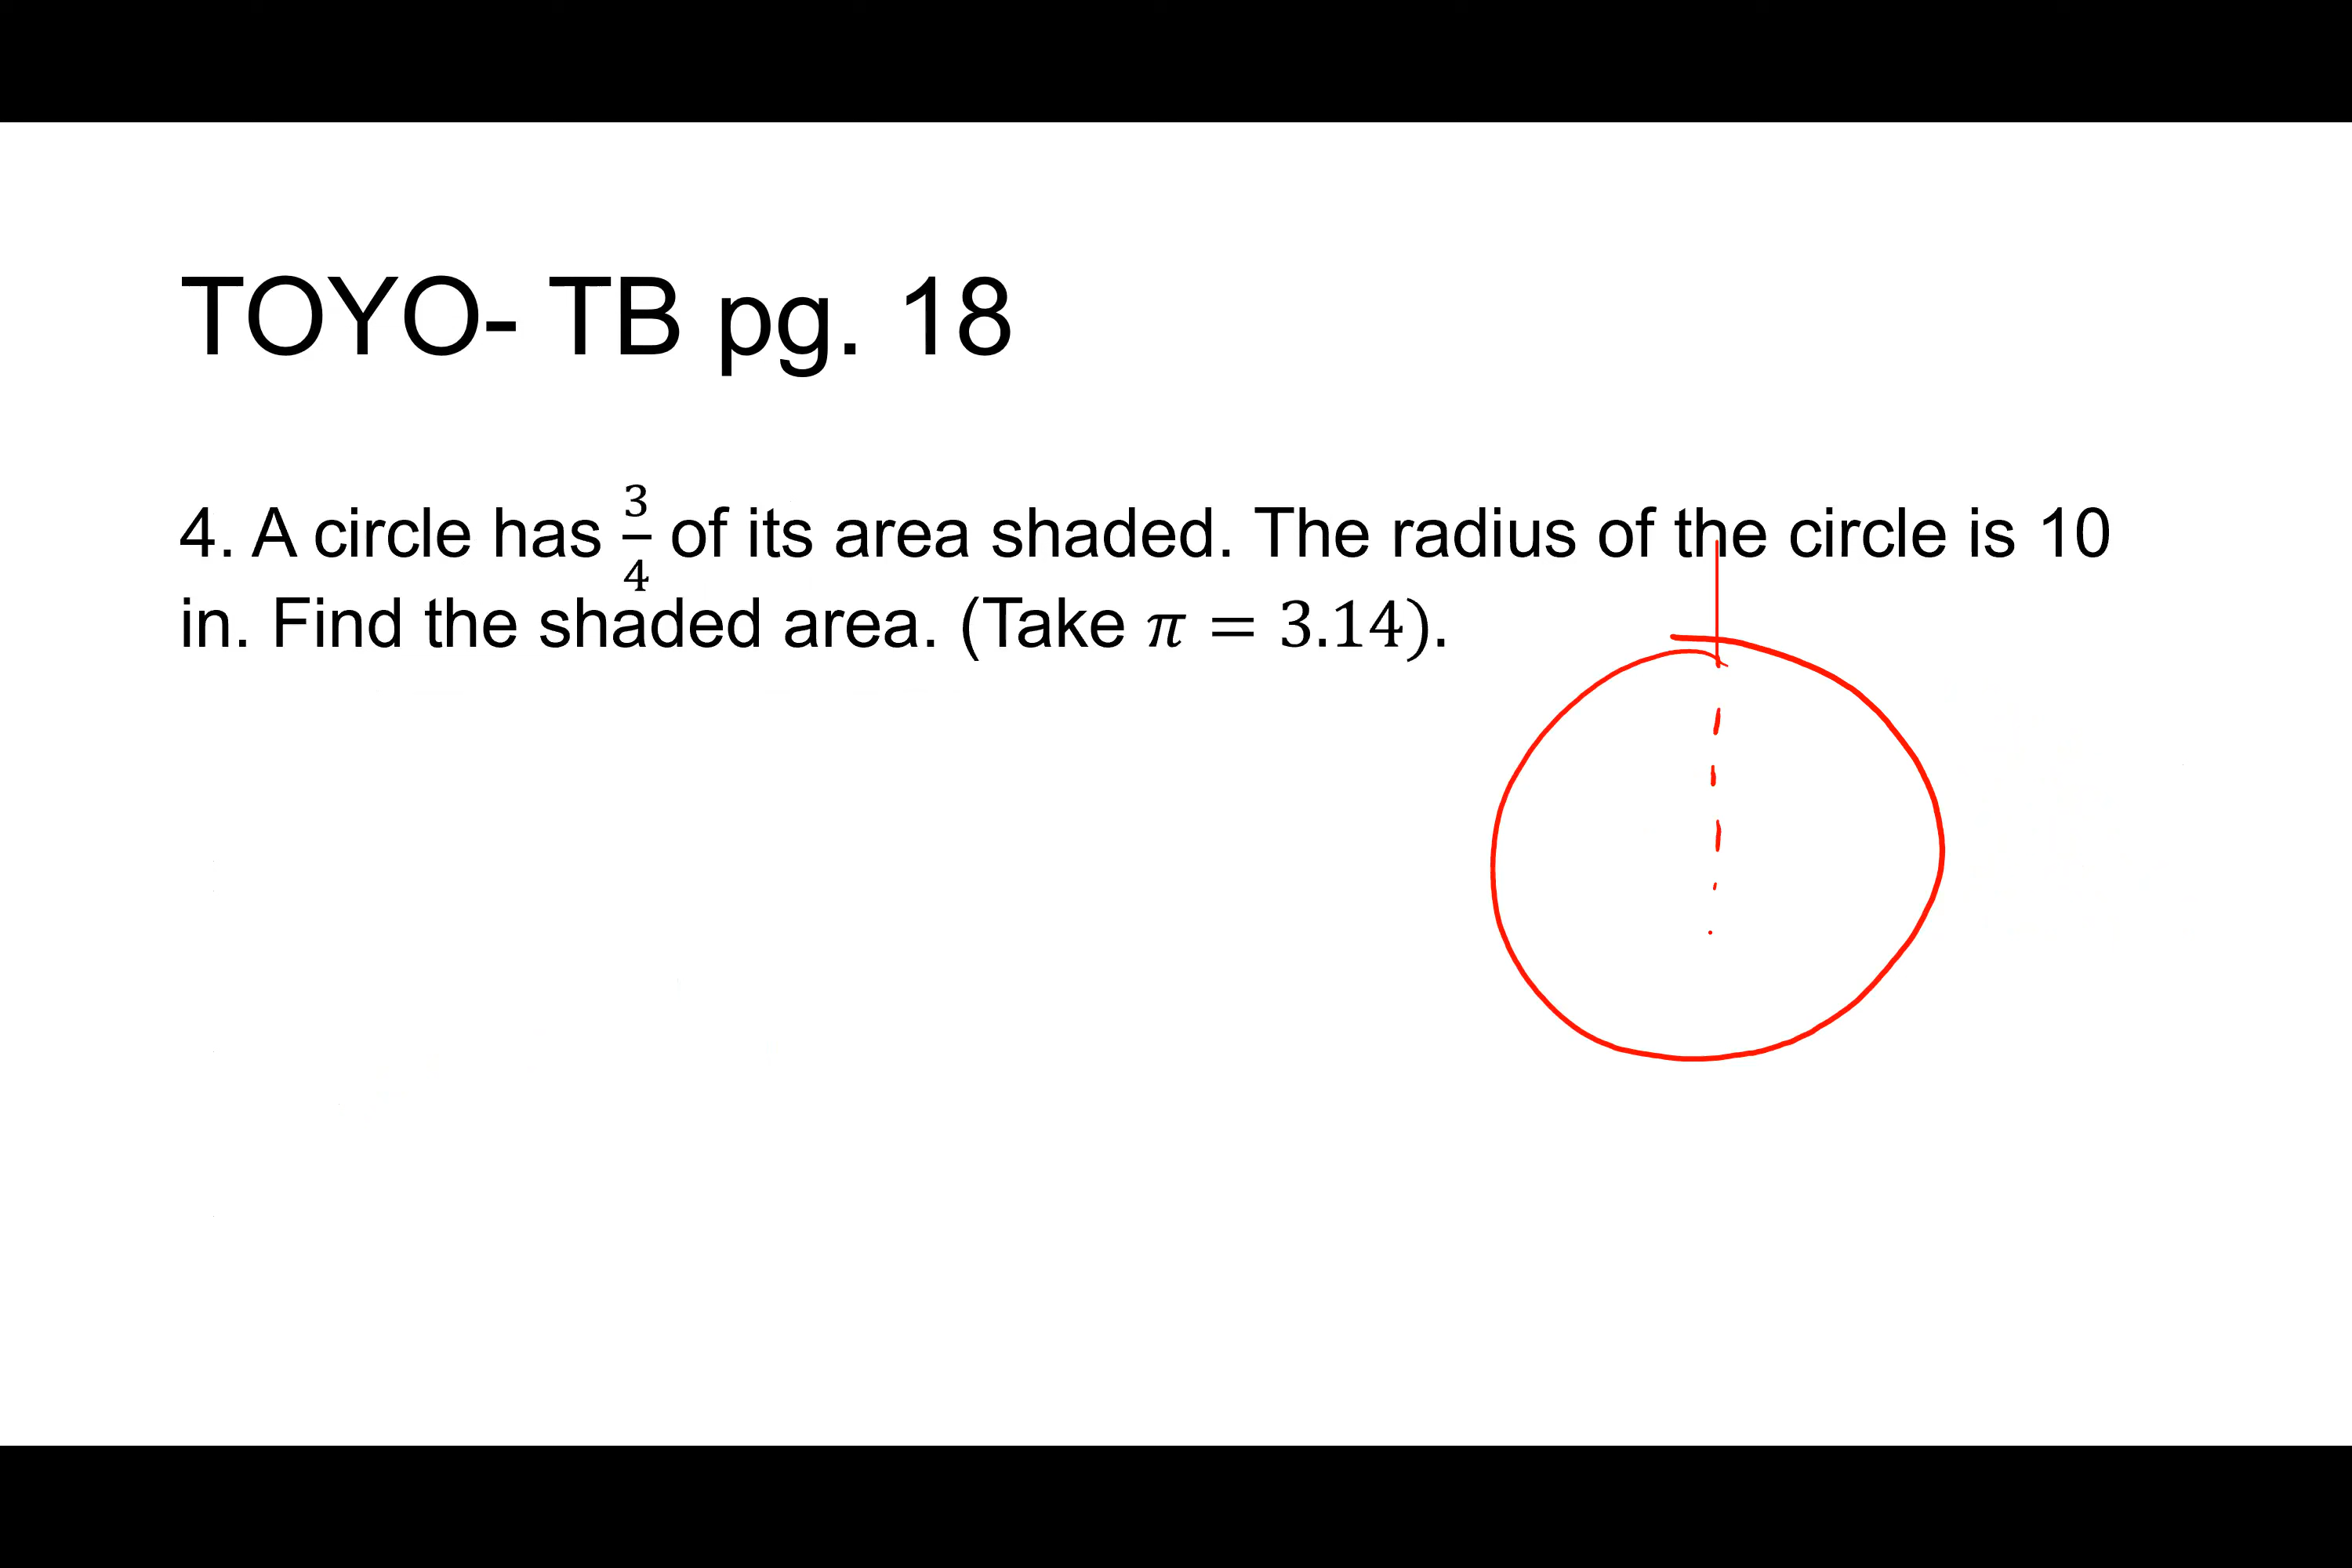 TOYO- TB pg. 18
4. A circle has 3/4 of its area shaded. The radius of the circle is 10
in. Find the shaded area. (Take π = 3.14).